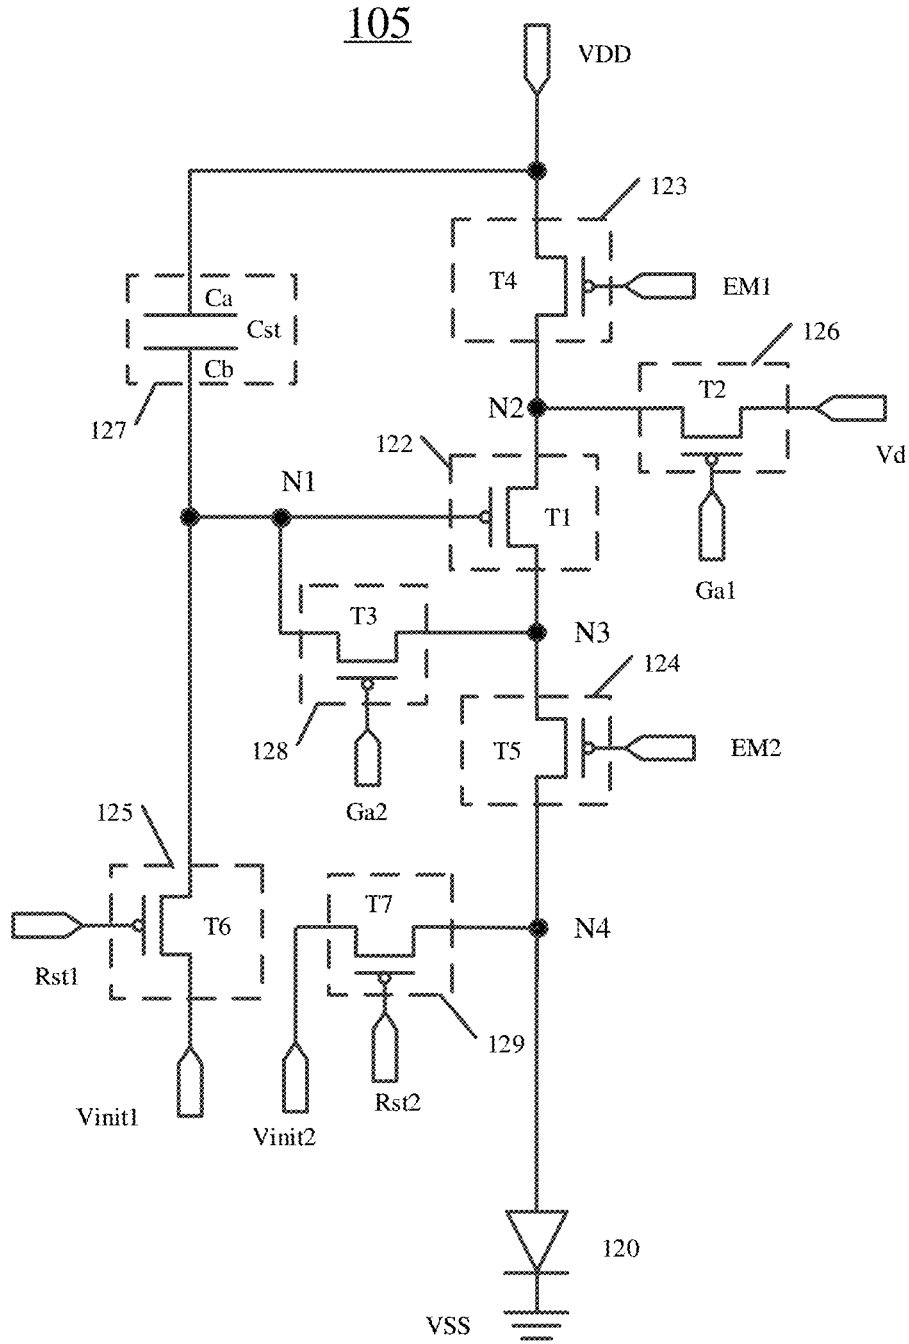 105
VDD
123
T4
EM1
Ca
Cst
Cb
126
T2
N2
127
122
Vd
N1
T1
Ga1
T3
N3
124
128
T5
EM2
Ga2
125
T7
T6
N4
Rst1
129
Rst2
Vinit1
Vinit2
120
VSS